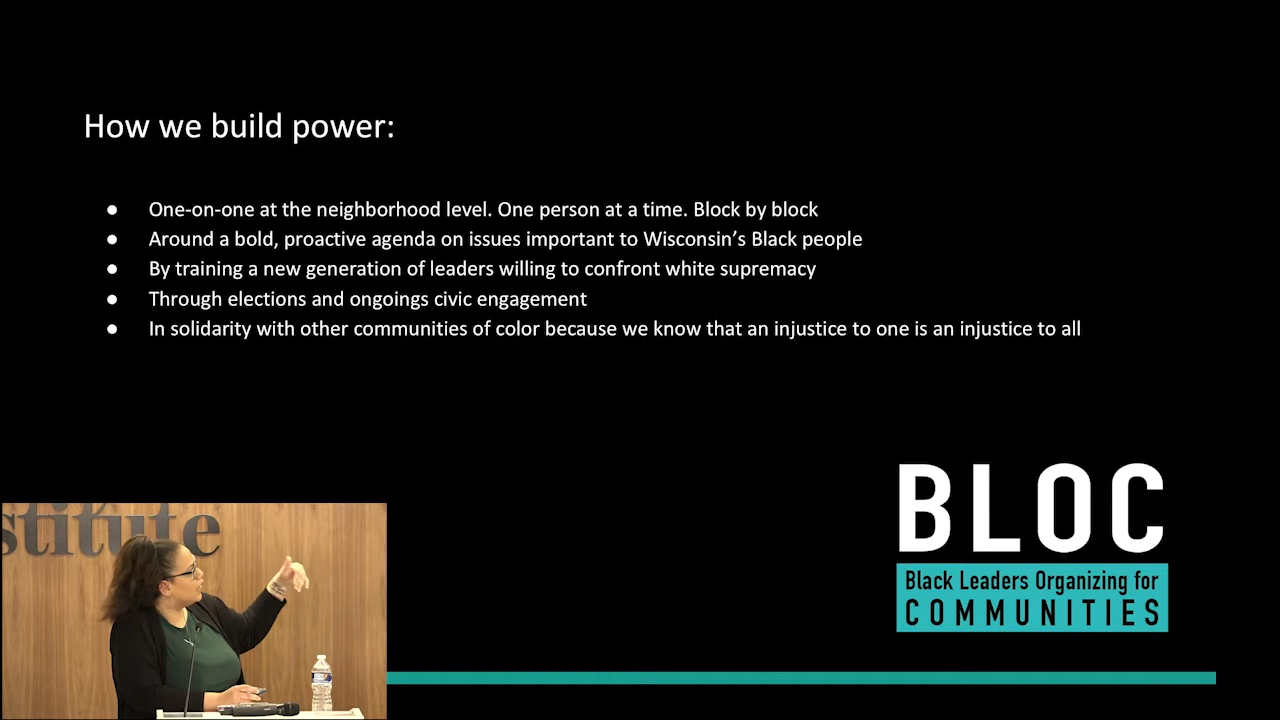 How we build power:
● One-on-one at the neighborhood level. One person at a time. Block by block
● Around a bold, proactive agenda on issues important to Wisconsin's Black people
● By training a new generation of leaders willing to confront white supremacy
● Through elections and ongoings civic engagement
● In solidarity with other communities of color because we know that an injustice to one is an injustice to all
BLOC
Black Leaders Organizing for
COMMUNITIES
stitute